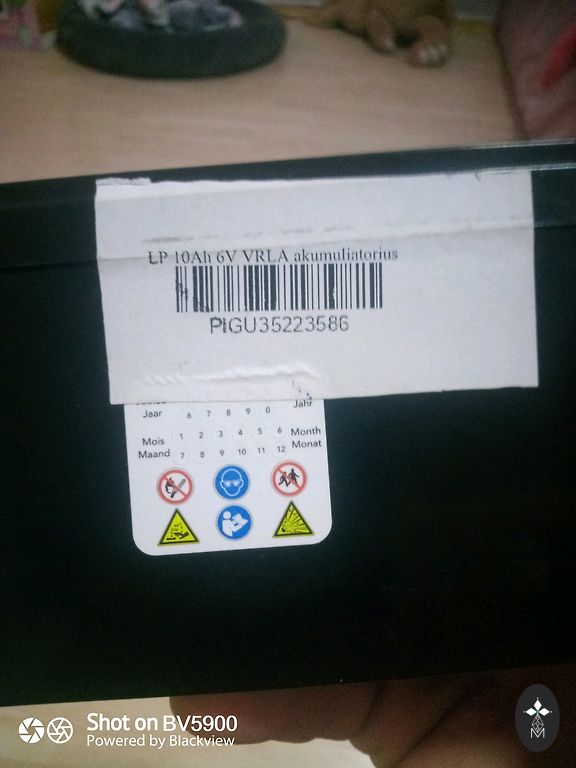 LP 10Ah 6V VRLA akumuliatorius
PIGU35223586
Jahr
Jaar 6 7 8 9 0
Mois 1 2 3 4 5 6 Month
Maand 7 8 9 10 11 12 Monat
Shot on BV5900
Powered by Blackview
M